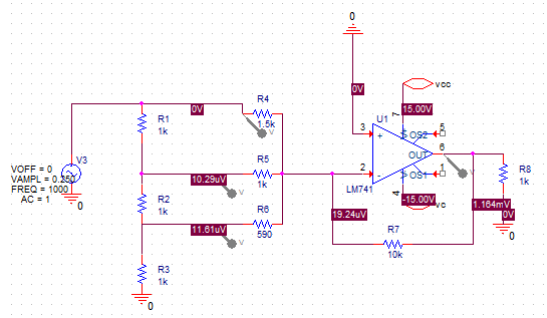 0
0V
R4
1.5k
R1
1k
V3
VOFF = 0
VAMPL = 0.250
FREQ = 1000
AC = 1
0
10.29uV
R5
1k
R2
1k
11.61uV
R6
590
R3
1k
0
0V
vcc
15.00V
U1
7
3
+
OS2
5
OUT
6
2
-
OS1
1
LM741
4
-15.00V
vc
19.24uV
R7
10k
R8
1k
1.164mV
0V
0
V
V
V
V